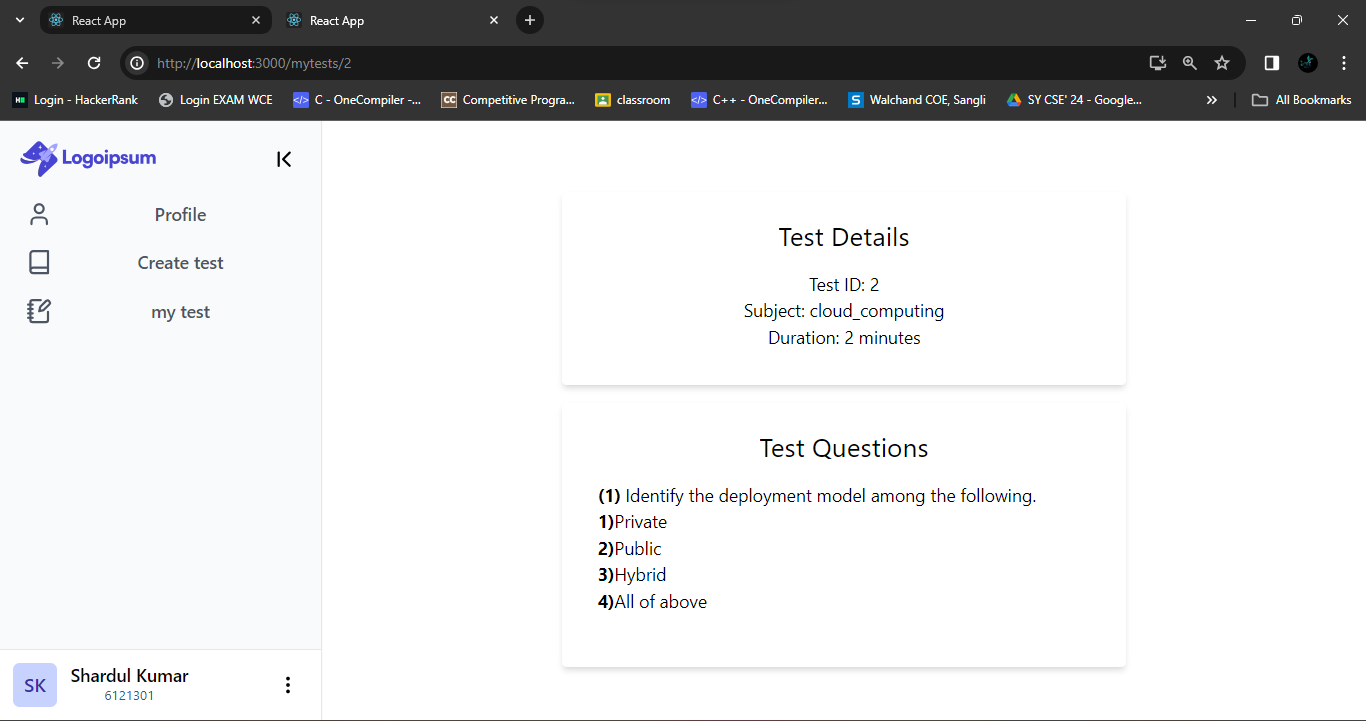 React App
React App
http://localhost:3000/mytests/2
Login - HackerRank
Login EXAM WCE
C - OneCompiler -...
CC
Competitive Progra...
classroom
C++ - OneCompiler...
S
Walchand COE, Sangli
SY CSE' 24 - Google...
All Bookmarks
Logoipsum
Profile
Create test
my test
Test Details
Test ID: 2
Subject: cloud_computing
Duration: 2 minutes
Test Questions
(1) Identify the deployment model among the following.
1)Private
2)Public
3)Hybrid
4)All of above
SK
Shardul Kumar
6121301